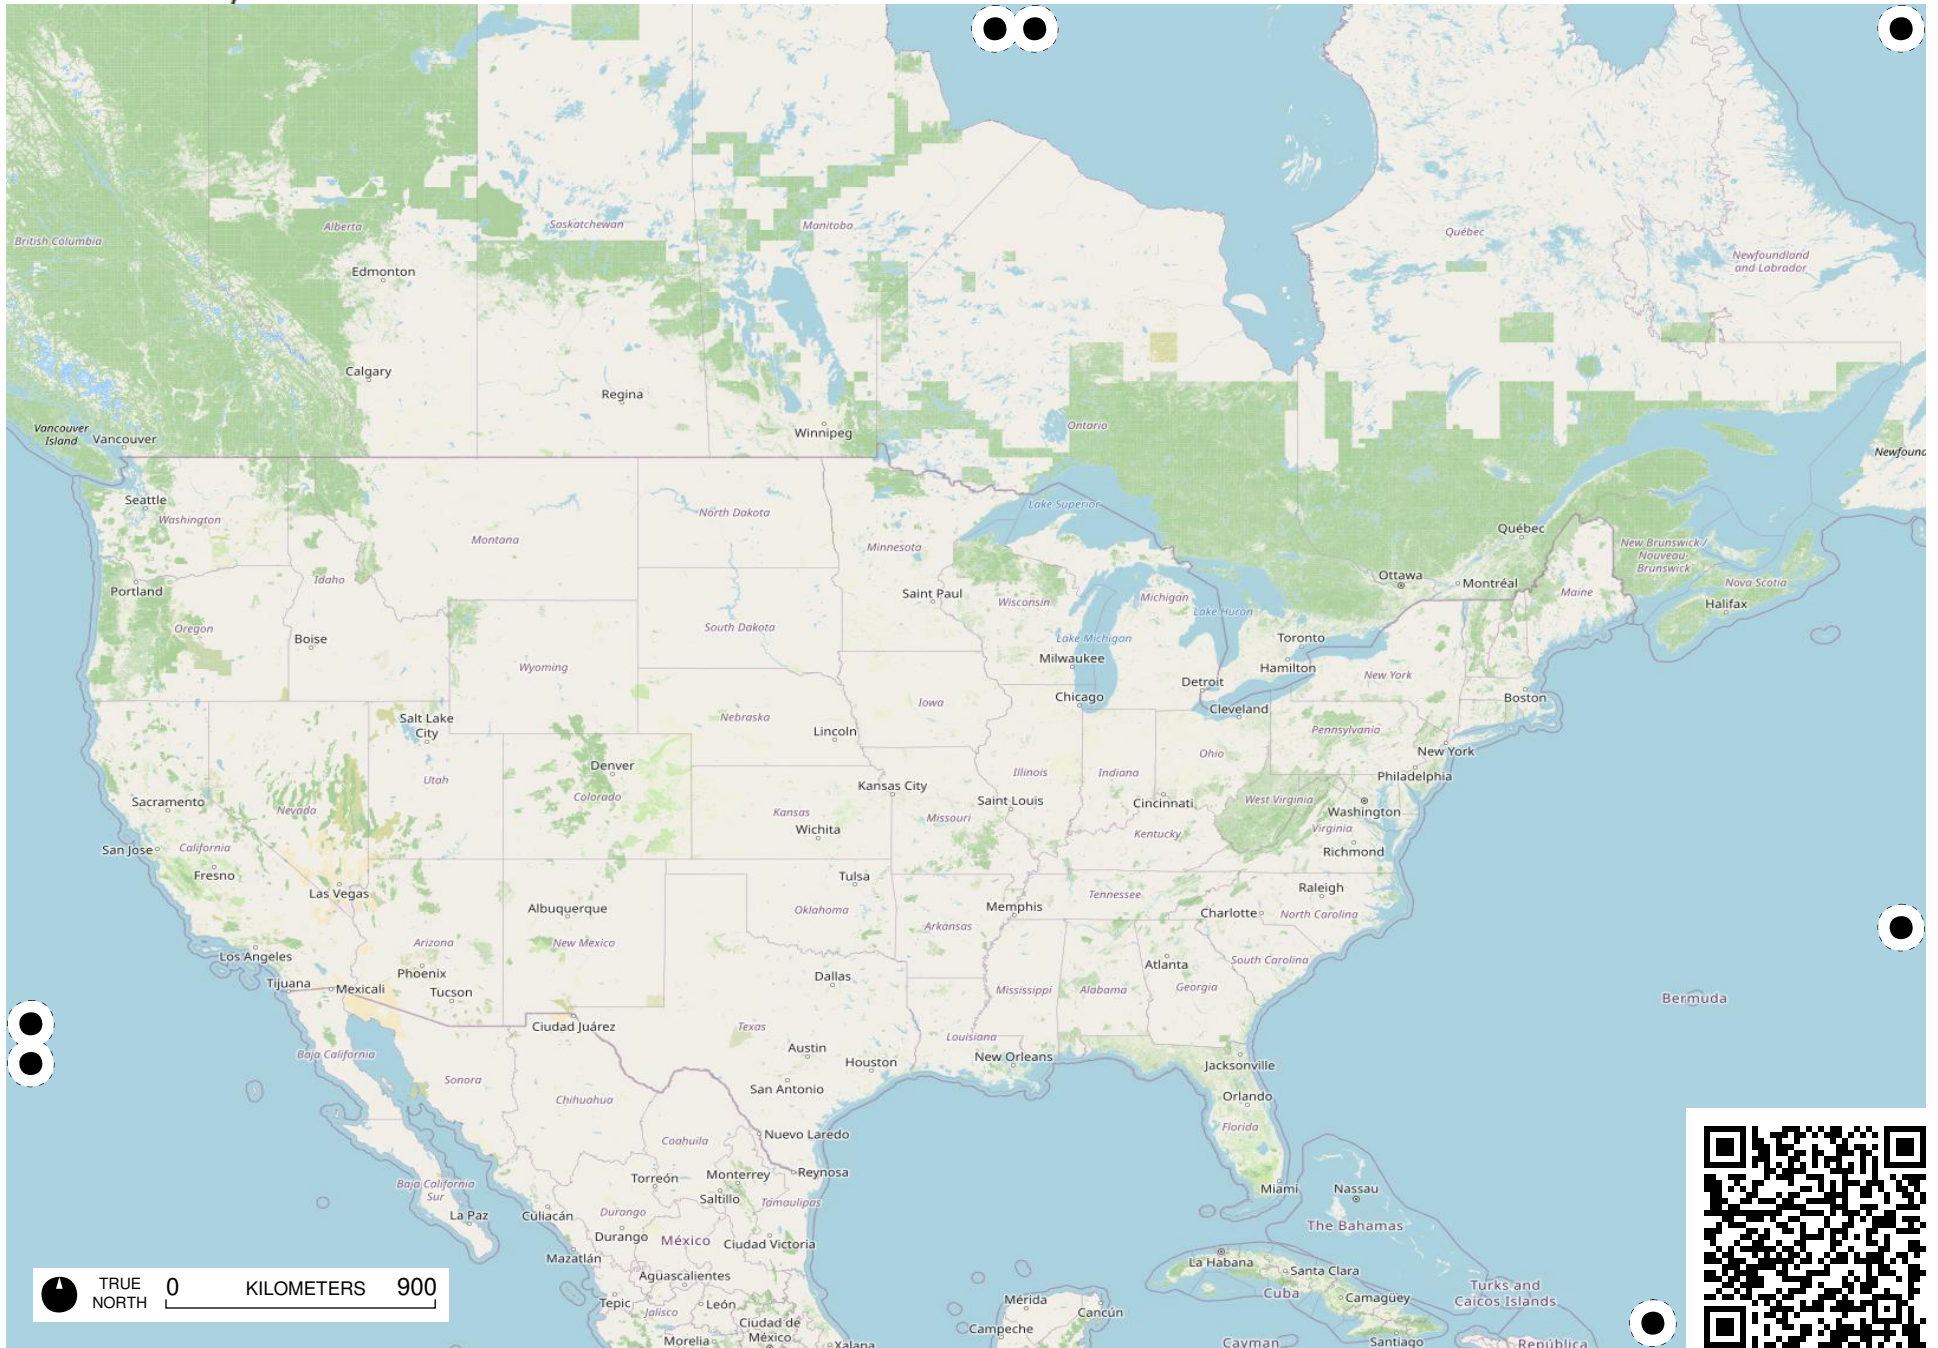 British Columbia
Alberta
Saskatchewan
Manitoba
Québec
Newfoundland
and Labrador
Edmonton
Calgary
Regina
Winnipeg
Ontario
Vancouver
Island
Vancouver
Newfound
Seattle
Washington
Montana
North Dakota
Minnesota
Lake Superior
Québec
New Brunswick /
Nouveau-
Brunswick
Nova Scotia
Halifax
Maine
Ottawa
Montréal
Portland
Idaho
Oregon
Boise
Wyoming
South Dakota
Saint Paul
Wisconsin
Michigan
Lake Huron
Lake Michigan
Milwaukee
Toronto
Hamilton
New York
Detroit
Chicago
Cleveland
Boston
Salt Lake
City
Nebraska
Iowa
Lincoln
Pennsylvania
New York
Philadelphia
Ohio
Indiana
Illinois
Denver
Colorado
Utah
Nevada
Sacramento
Kansas
Kansas City
Saint Louis
Missouri
Cincinnati
West Virginia
Washington
Virginia
Richmond
Kentucky
Wichita
San Jose
California
Fresno
Las Vegas
Tulsa
Oklahoma
Albuquerque
New Mexico
Arizona
Memphis
Tennessee
Arkansas
Raleigh
Charlotte
North Carolina
South Carolina
Atlanta
Georgia
Alabama
Mississippi
Los Angeles
Tijuana
Mexicali
Phoenix
Tucson
Dallas
Bermuda
Ciudad Juárez
Texas
Louisiana
New Orleans
Austin
Houston
San Antonio
Jacksonville
Orlando
Florida
Baja California
Sonora
Chihuahua
Coahuila
Nuevo Laredo
Reynosa
Torreón
Monterrey
Saltillo
Tamaulipas
Miami
Nassau
The Bahamas
Baja California
Sur
La Paz
Culiacán
Durango
Durango
México
Ciudad Victoria
Mazatlán
Aguascalientes
La Habana
Santa Clara
Cuba
Camagüey
Turks and
Caicos Islands
Tepic
Jalisco
León
Ciudad de
México
Morelia
Xalapa
Mérida
Cancún
Campeche
Cayman
Santiago
República
TRUE
NORTH
0 KILOMETERS 900